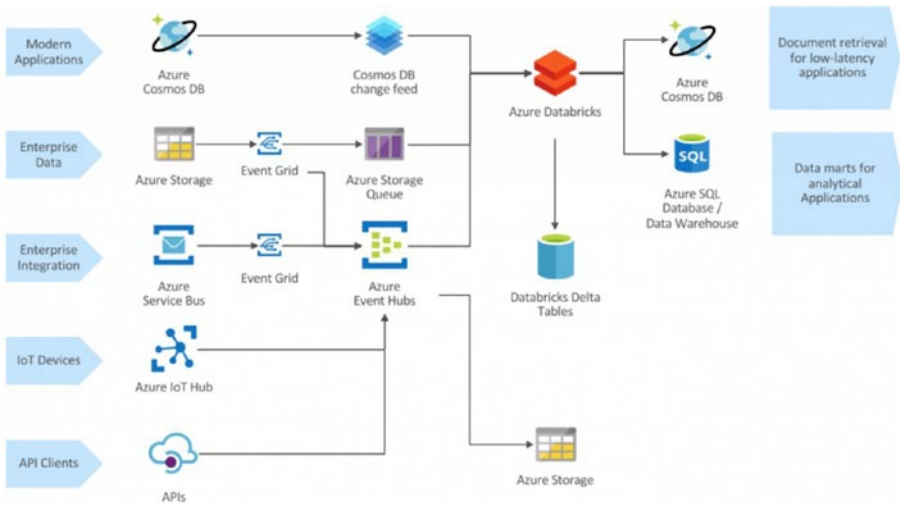 Modern
Applications
Azure
Cosmos DB
Cosmos DB
change feed
Azure Databricks
Azure
Cosmos DB
Document retrieval
for low-latency
applications
Enterprise
Data
Azure Storage
Event Grid
Azure Storage
Queue
SQL
Azure SQL
Database /
Data Warehouse
Data marts for
analytical
Applications
Enterprise
Integration
Azure
Service Bus
Event Grid
Azure
Event Hubs
Databricks Delta
Tables
IoT Devices
Azure IoT Hub
API Clients
APIs
Azure Storage